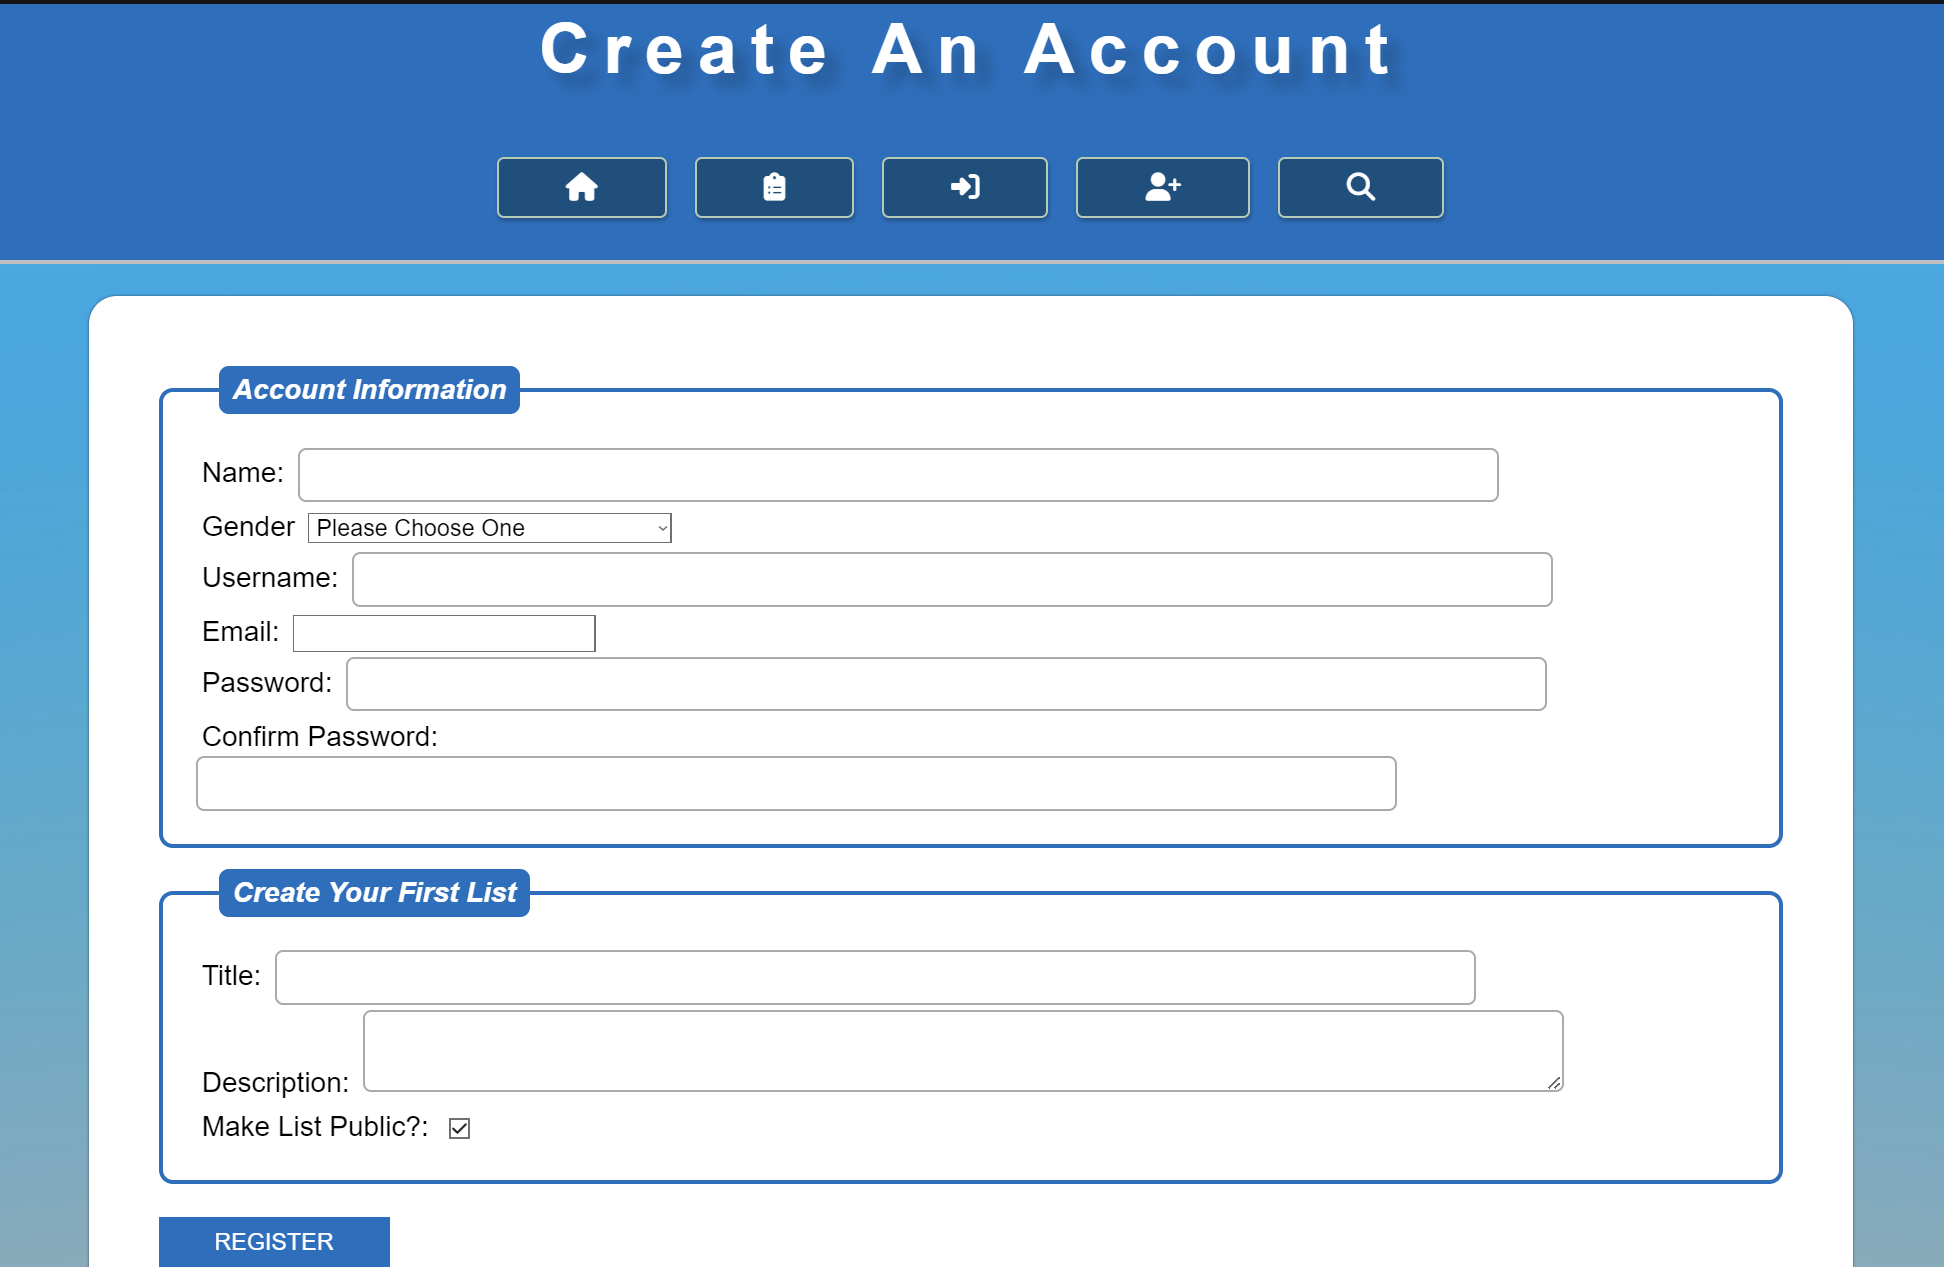 Create An Account
Account Information
Name:
Gender Please Choose One
Username:
Email:
Password:
Confirm Password:
Create Your First List
Title:
Description:
Make List Public?:
REGISTER